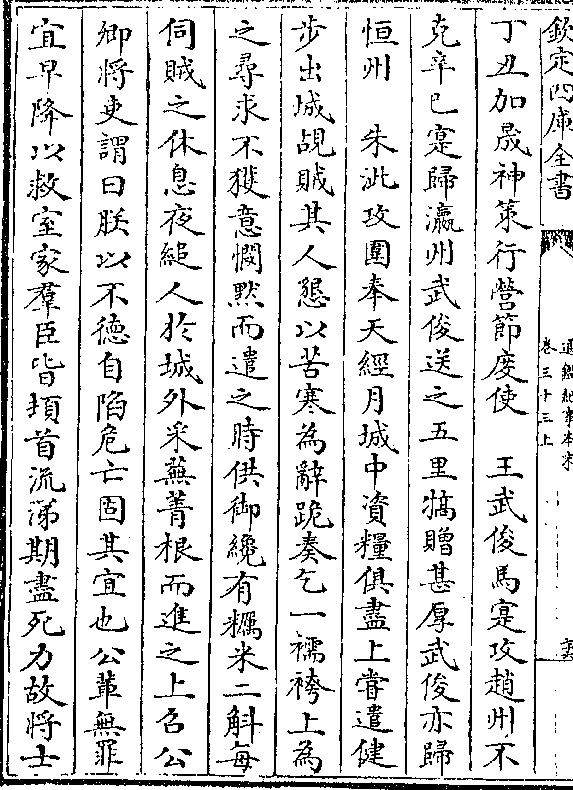 欽定四庫全書
通鑑紀事本末
卷三十三上
丁丑加晟神策行營節度使　王武俊馬寔攻趙州不
克辛巳寔歸瀛州武俊送之五里犒贈甚厚武俊亦歸
恒州　朱泚攻圍奉天經月城中資糧俱盡上嘗遣健
步出城覘賊其人懇以苦寒為辭跪奏乞一襦袴上為
之尋求不獲意憫黙而遣之時供御纔有糲米二斛每
伺賊之休息夜縋人於城外采蕪菁根而進之上召公
卿將吏謂曰朕以不德自陷危亡固其宜也公軰無罪
宜早降以救室家羣臣皆頓首流涕期盡死力故將士